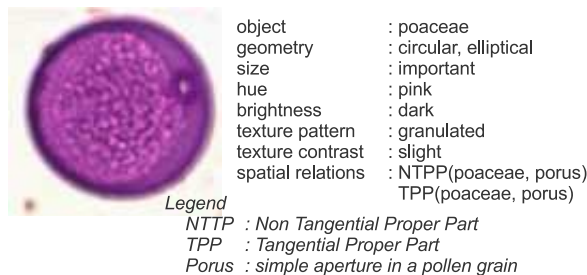 object : poaceae
geometry : circular, elliptical
size : important
hue : pink
brightness : dark
texture pattern : granulated
texture contrast : slight
spatial relations : NTPP(poaceae, porus)
TPP(poaceae, porus)
Legend
NTTP : Non Tangential Proper Part
TPP : Tangential Proper Part
Porus : simple aperture in a pollen grain